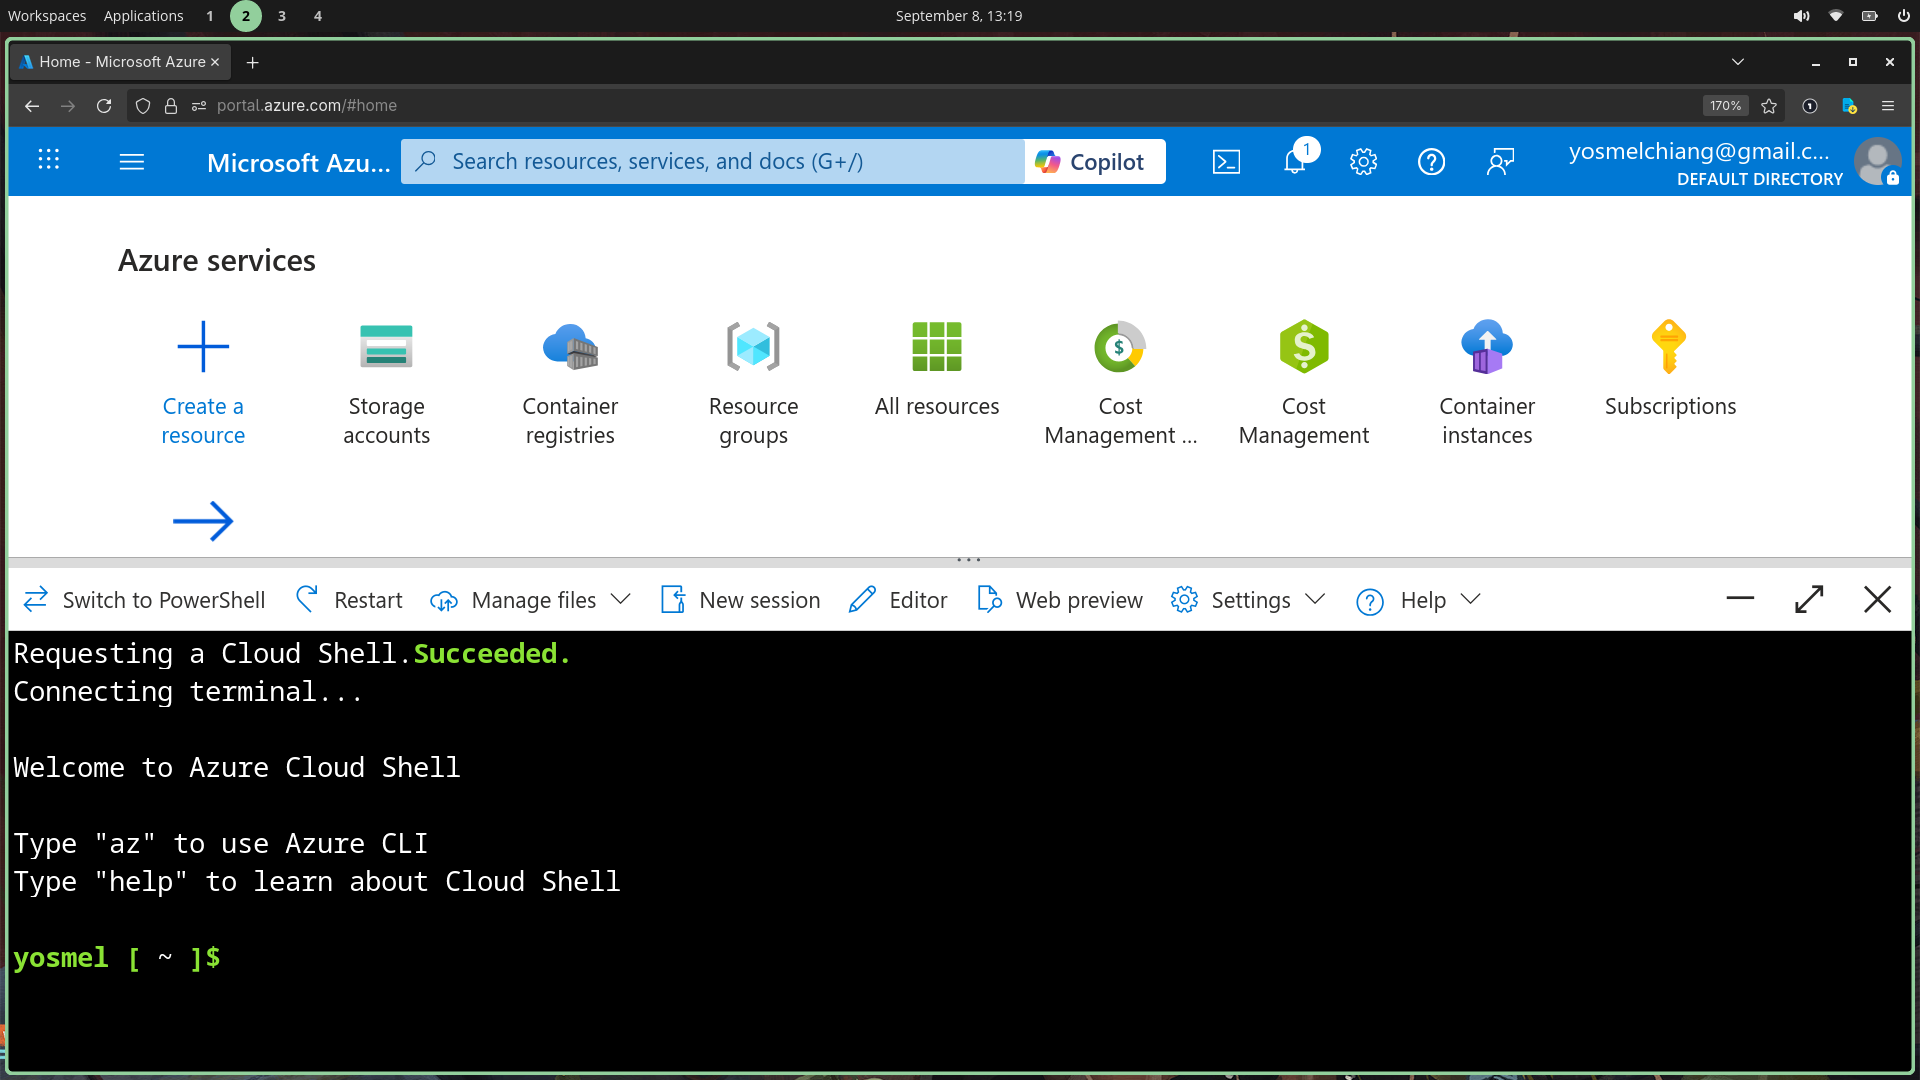 Workspaces Applications 1 2 3 4 September 8, 13:19
Home - Microsoft Azure
portal.azure.com/#home 170%
Microsoft Azu... Search resources, services, and docs (G+/) Copilot 1 yosmelchiang@gmail.c...
DEFAULT DIRECTORY
Azure services
Create a resource
Storage accounts
Container registries
Resource groups
All resources
Cost Management ...
Cost Management
Container instances
Subscriptions
Switch to PowerShell Restart Manage files New session Editor Web preview Settings Help
Requesting a Cloud Shell.Succeeded.
Connecting terminal...
Welcome to Azure Cloud Shell
Type "az" to use Azure CLI
Type "help" to learn about Cloud Shell
yosmel [ ~ ]$